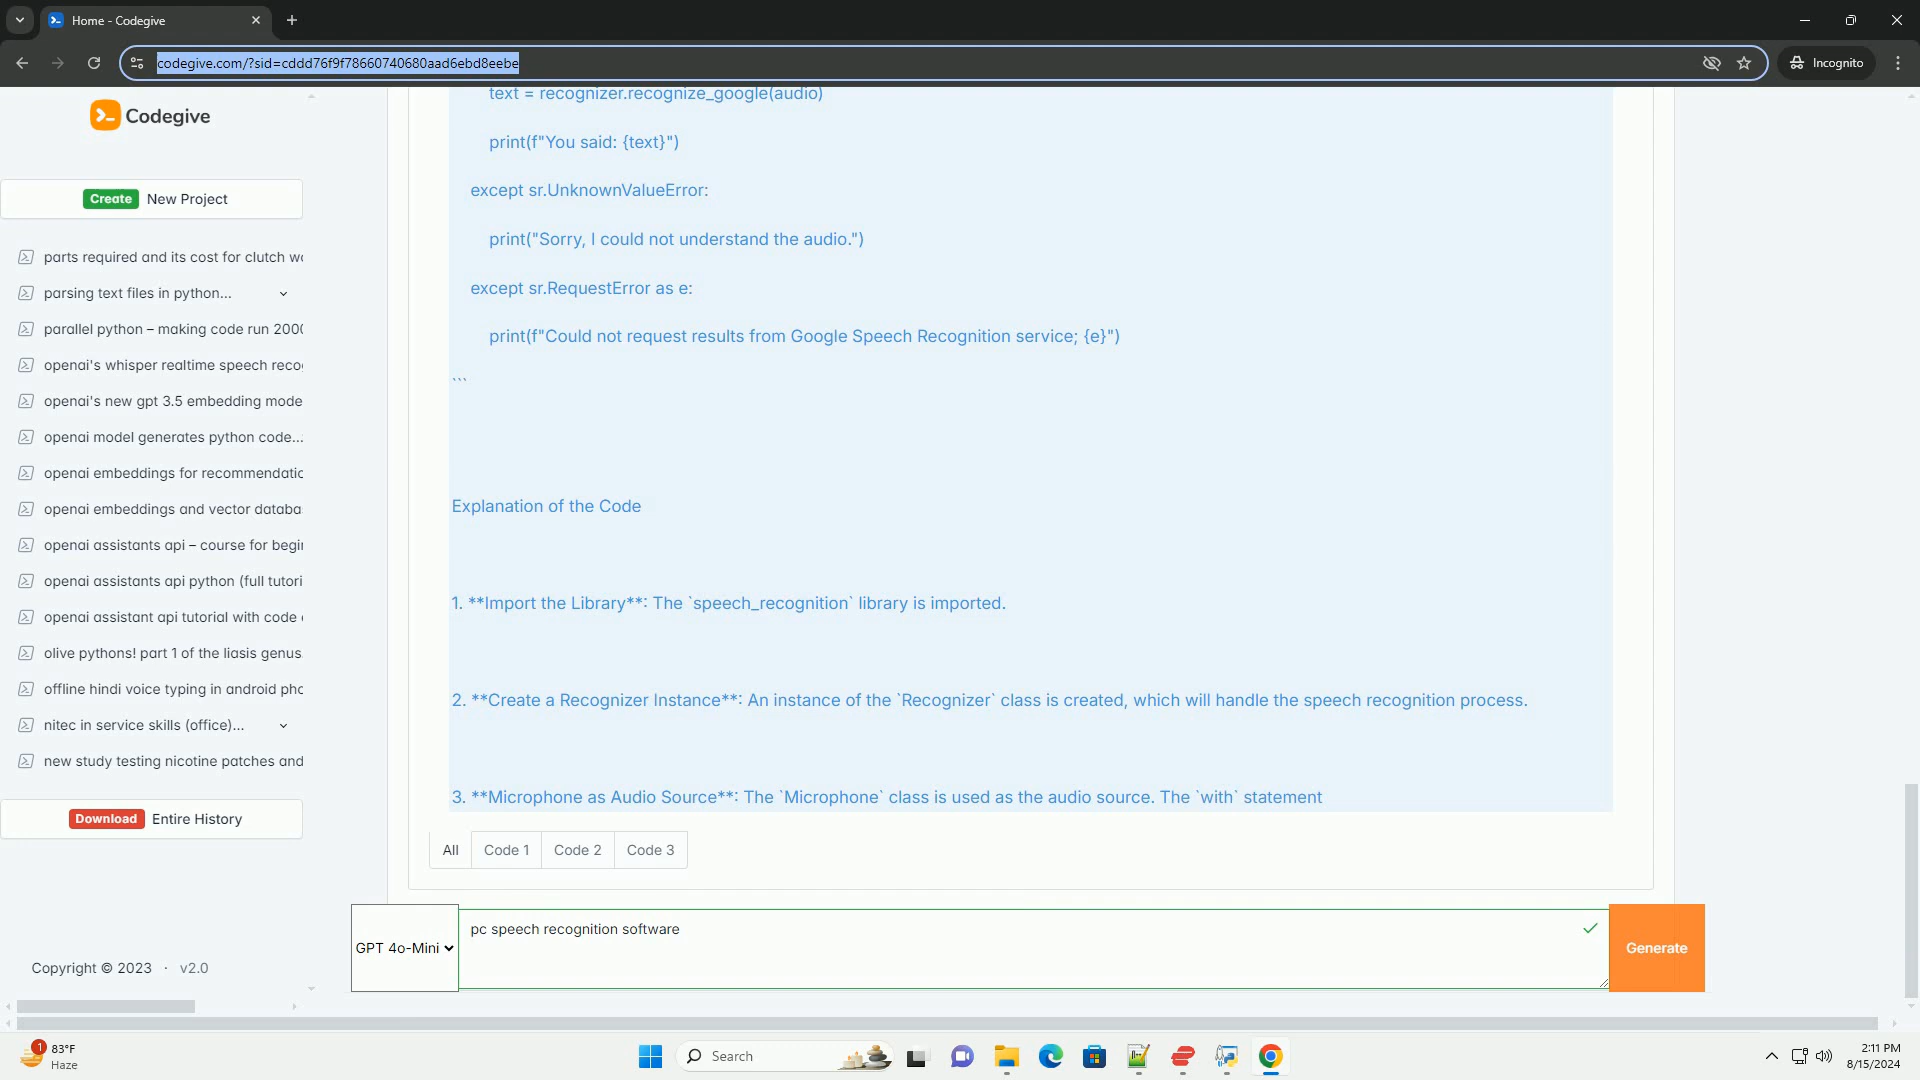 Home - Codegive
codegive.com/?sid=cddd76f9f78660740680aad6ebd8eebe
Incognito
Codegive
Create New Project
parts required and its cost for clutch wo
parsing text files in python...
parallel python – making code run 2000
openai's whisper realtime speech reco
openai's new gpt 3.5 embedding mode
openai model generates python code...
openai embeddings for recommendatio
openai embeddings and vector databa
openai assistants api – course for begin
openai assistants api python (full tutori
openai assistant api tutorial with code
olive pythons! part 1 of the liasis genus.
offline hindi voice typing in android pho
nitec in service skills (office)...
new study testing nicotine patches and
Download Entire History
Copyright © 2023 · v2.0
text = recognizer.recognize_google(audio)
print(f"You said: {text}")
except sr.UnknownValueError:
print("Sorry, I could not understand the audio.")
except sr.RequestError as e:
print(f"Could not request results from Google Speech Recognition service; {e}")
```
Explanation of the Code
1. **Import the Library**: The `speech_recognition` library is imported.
2. **Create a Recognizer Instance**: An instance of the `Recognizer` class is created, which will handle the speech recognition process.
3. **Microphone as Audio Source**: The `Microphone` class is used as the audio source. The `with` statement
All Code 1 Code 2 Code 3
GPT 4o-Mini
pc speech recognition software
Generate
1
83°F
Haze
Search
2:11 PM
8/15/2024